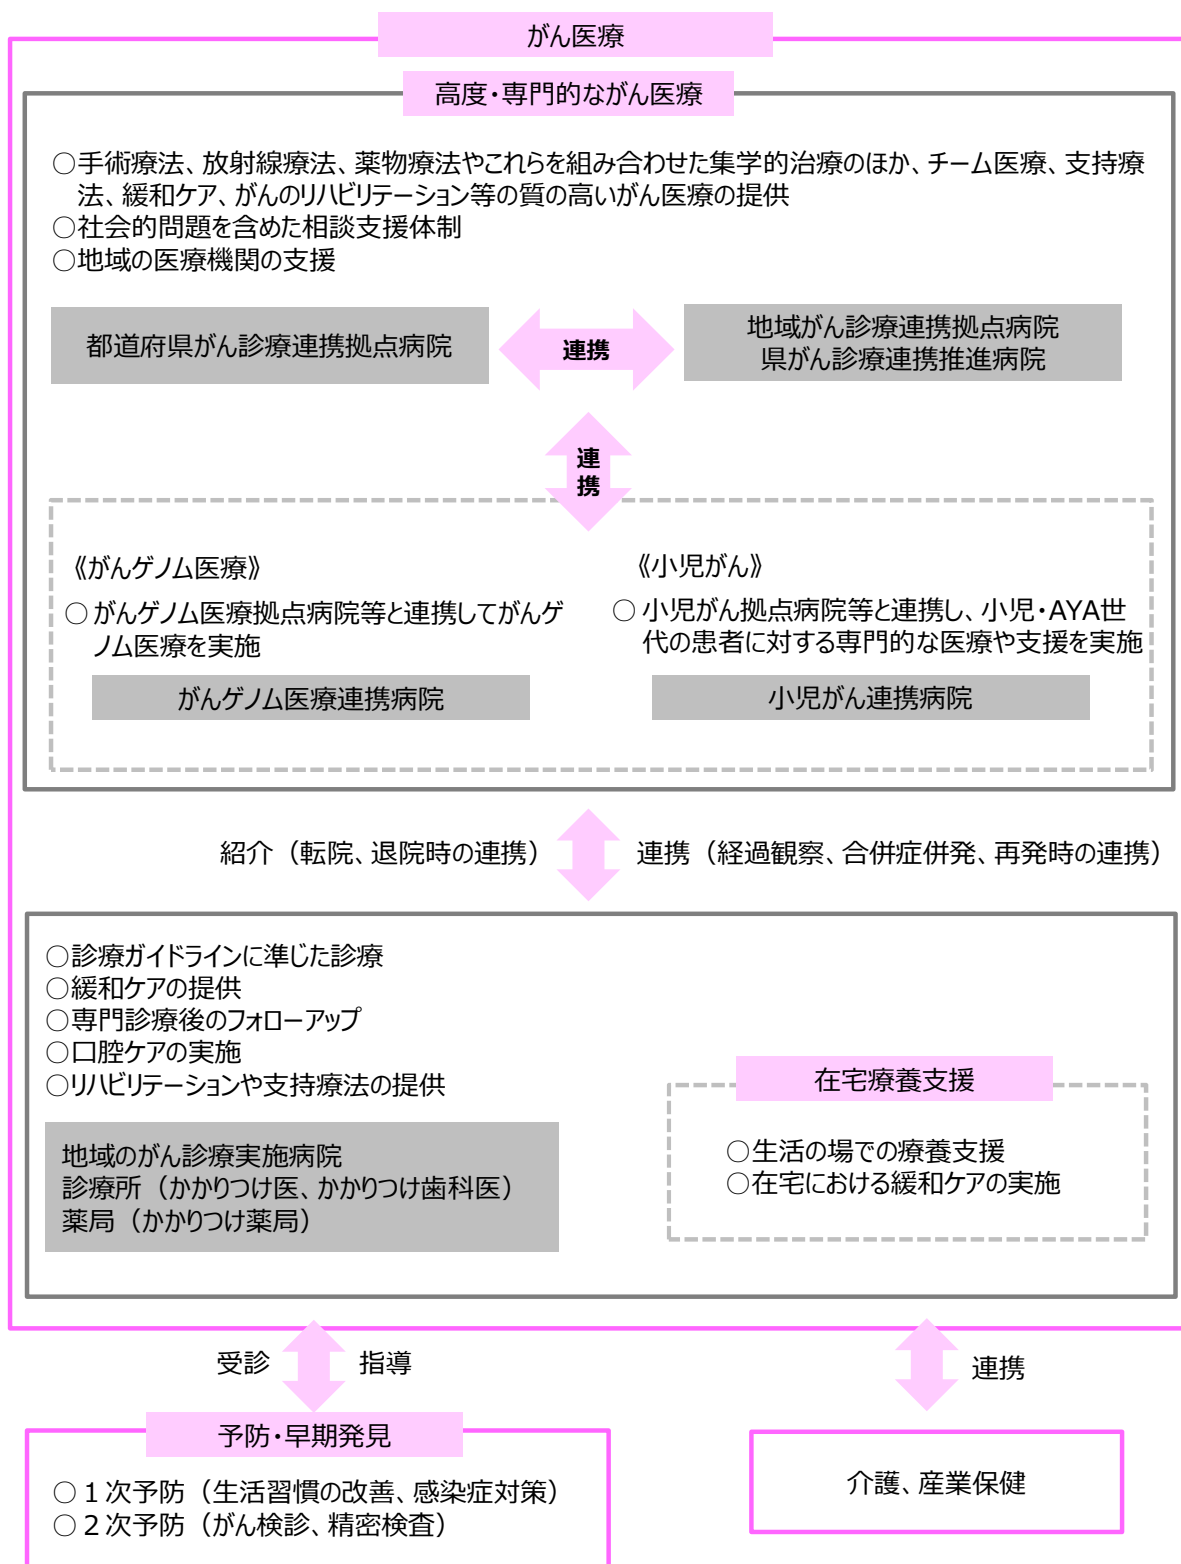 がん医療
高度・専門的ながん医療
○手術療法、放射線療法、薬物療法やこれらを組み合わせた集学的治療のほか、チーム医療、支持療
法、緩和ケア、がんのリハビリテーション等の質の高いがん医療の提供
○社会的問題を含めた相談支援体制
○地域の医療機関の支援
都道府県がん診療連携拠点病院
連携
地域がん診療連携拠点病院
県がん診療連携推進病院
連
携
《がんゲノム医療》
○ がんゲノム医療拠点病院等と連携してがんゲ
ノム医療を実施
がんゲノム医療連携病院
《小児がん》
○ 小児がん拠点病院等と連携し、小児・AYA世
代の患者に対する専門的な医療や支援を実施
小児がん連携病院
紹介（転院、退院時の連携）
連携（経過観察、合併症併発、再発時の連携）
○診療ガイドラインに準じた診療
○緩和ケアの提供
○専門診療後のフォローアップ
○口腔ケアの実施
○リハビリテーションや支持療法の提供
地域のがん診療実施病院
診療所（かかりつけ医、かかりつけ歯科医）
薬局（かかりつけ薬局）
在宅療養支援
○生活の場での療養支援
○在宅における緩和ケアの実施
受診
指導
連携
予防・早期発見
○１次予防（生活習慣の改善、感染症対策）
○２次予防（がん検診、精密検査）
介護、産業保健